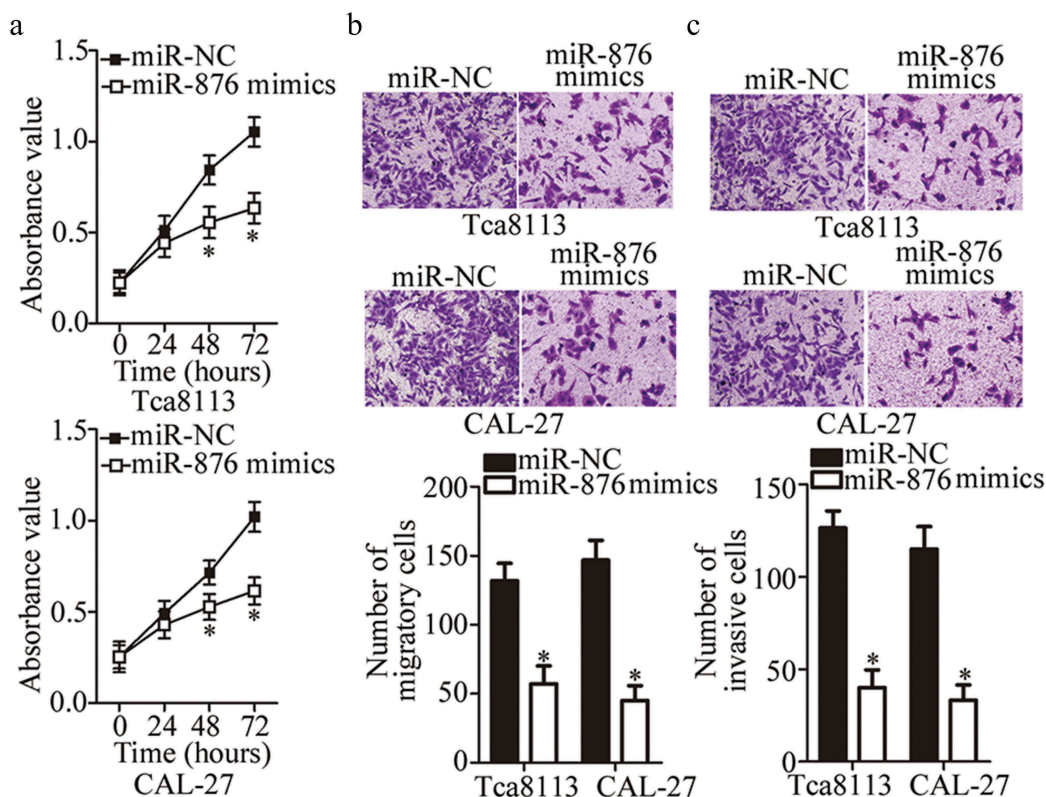 a
1.5
1.0
0.5
0.0
Absorbance value
miR-NC
miR-876 mimics
*
*
0 24 48 72
Time (hours)
Tca8113
1.5
1.0
0.5
0.0
Absorbance value
miR-NC
miR-876 mimics
*
*
0 24 48 72
Time (hours)
CAL-27
b
miR-NC
miR-876
mimics
Tca8113
miR-NC
miR-876
mimics
CAL-27
miR-NC
miR-876 mimics
200
150
100
50
0
Number of
migratory cells
*
*
Tca8113 CAL-27
c
miR-NC
miR-876
mimics
Tca8113
miR-NC
miR-876
mimics
CAL-27
miR-NC
miR-876 mimics
150
100
50
0
Number of
invasive cells
*
*
Tca8113 CAL-27